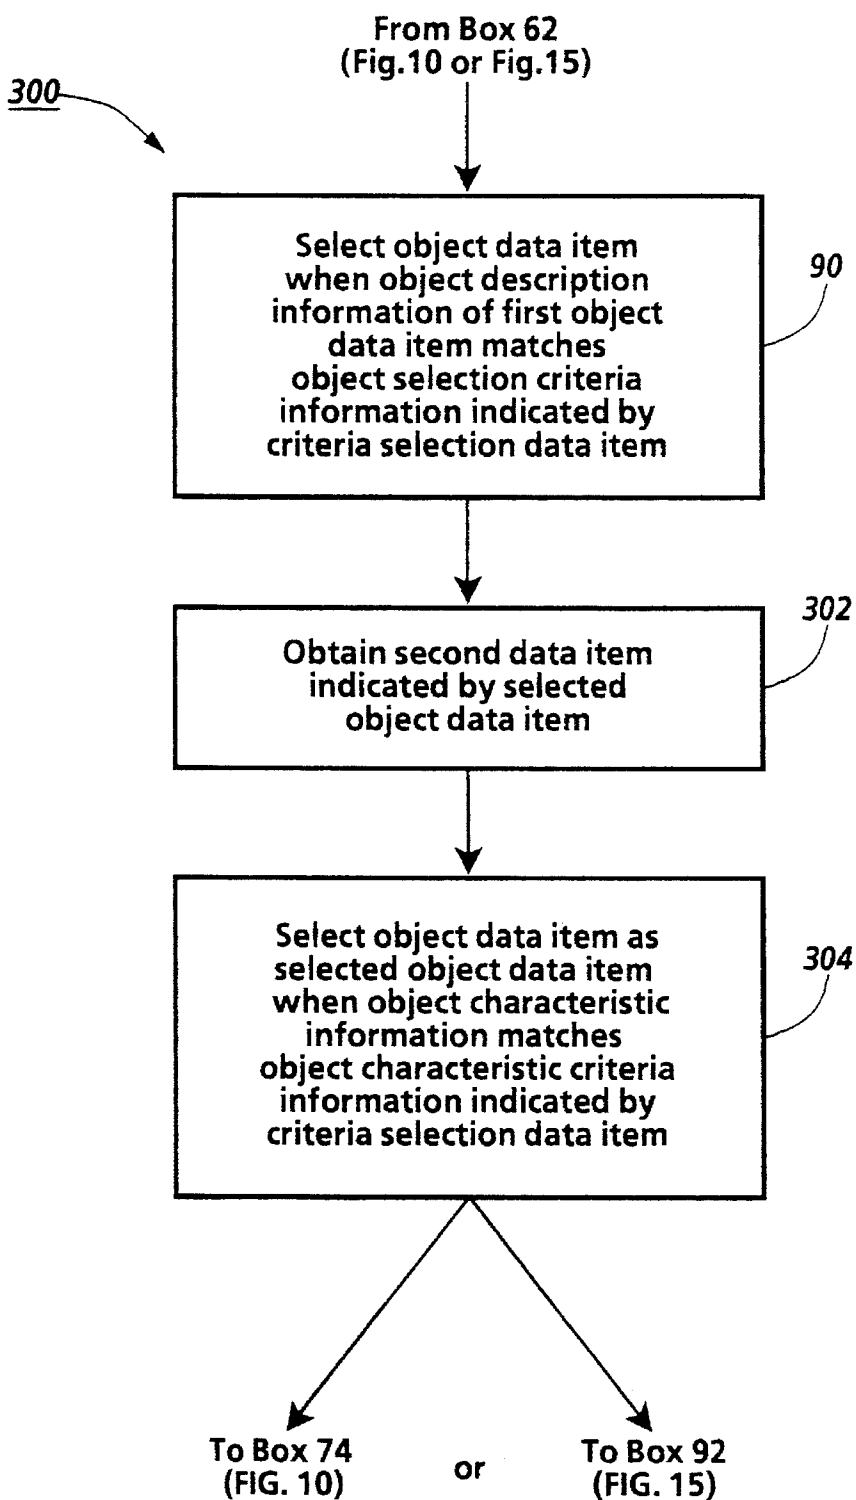 From Box 62
(Fig.10 or Fig.15)
300
Select object data item
when object description
information of first object
data item matches
object selection criteria
information indicated by
criteria selection data item
90
Obtain second data item
indicated by selected
object data item
302
Select object data item as
selected object data item
when object characteristic
information matches
object characteristic criteria
information indicated by
criteria selection data item
304
To Box 74
(FIG. 10)
or
To Box 92
(FIG. 15)